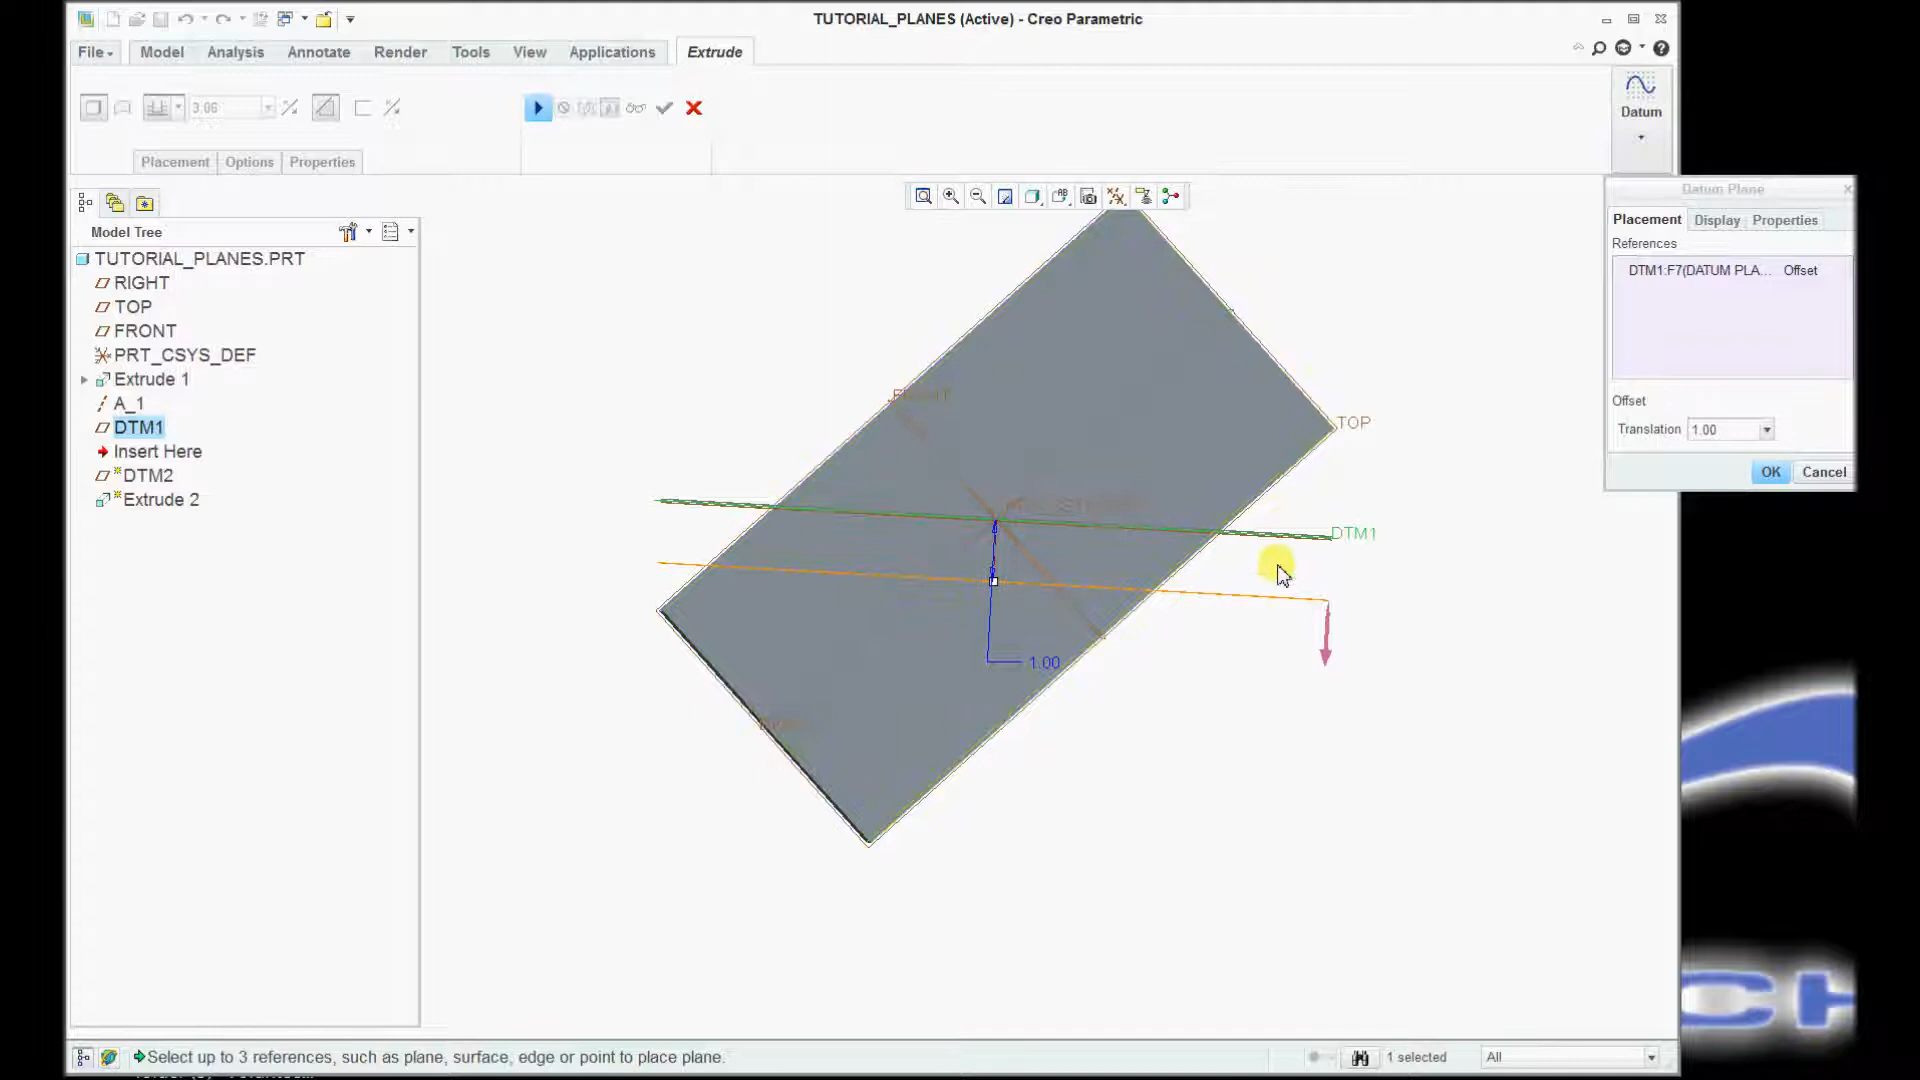 TUTORIAL_PLANES (Active) - Creo Parametric
File
Model
Analysis
Annotate
Render
Tools
View
Applications
Extrude
3.06
Datum
Placement
Options
Properties
Datum Plane
Placement
Display
Properties
References
DTM1:F7(DATUM PLA... Offset
Offset
Translation 1.00
OK
Cancel
Model Tree
TUTORIAL_PLANES.PRT
RIGHT
TOP
FRONT
PRT_CSYS_DEF
Extrude 1
A_1
DTM1
Insert Here
DTM2
Extrude 2
FRONT
TOP
DTM1
1.00
CH
Select up to 3 references, such as plane, surface, edge or point to place plane.
1 selected
All